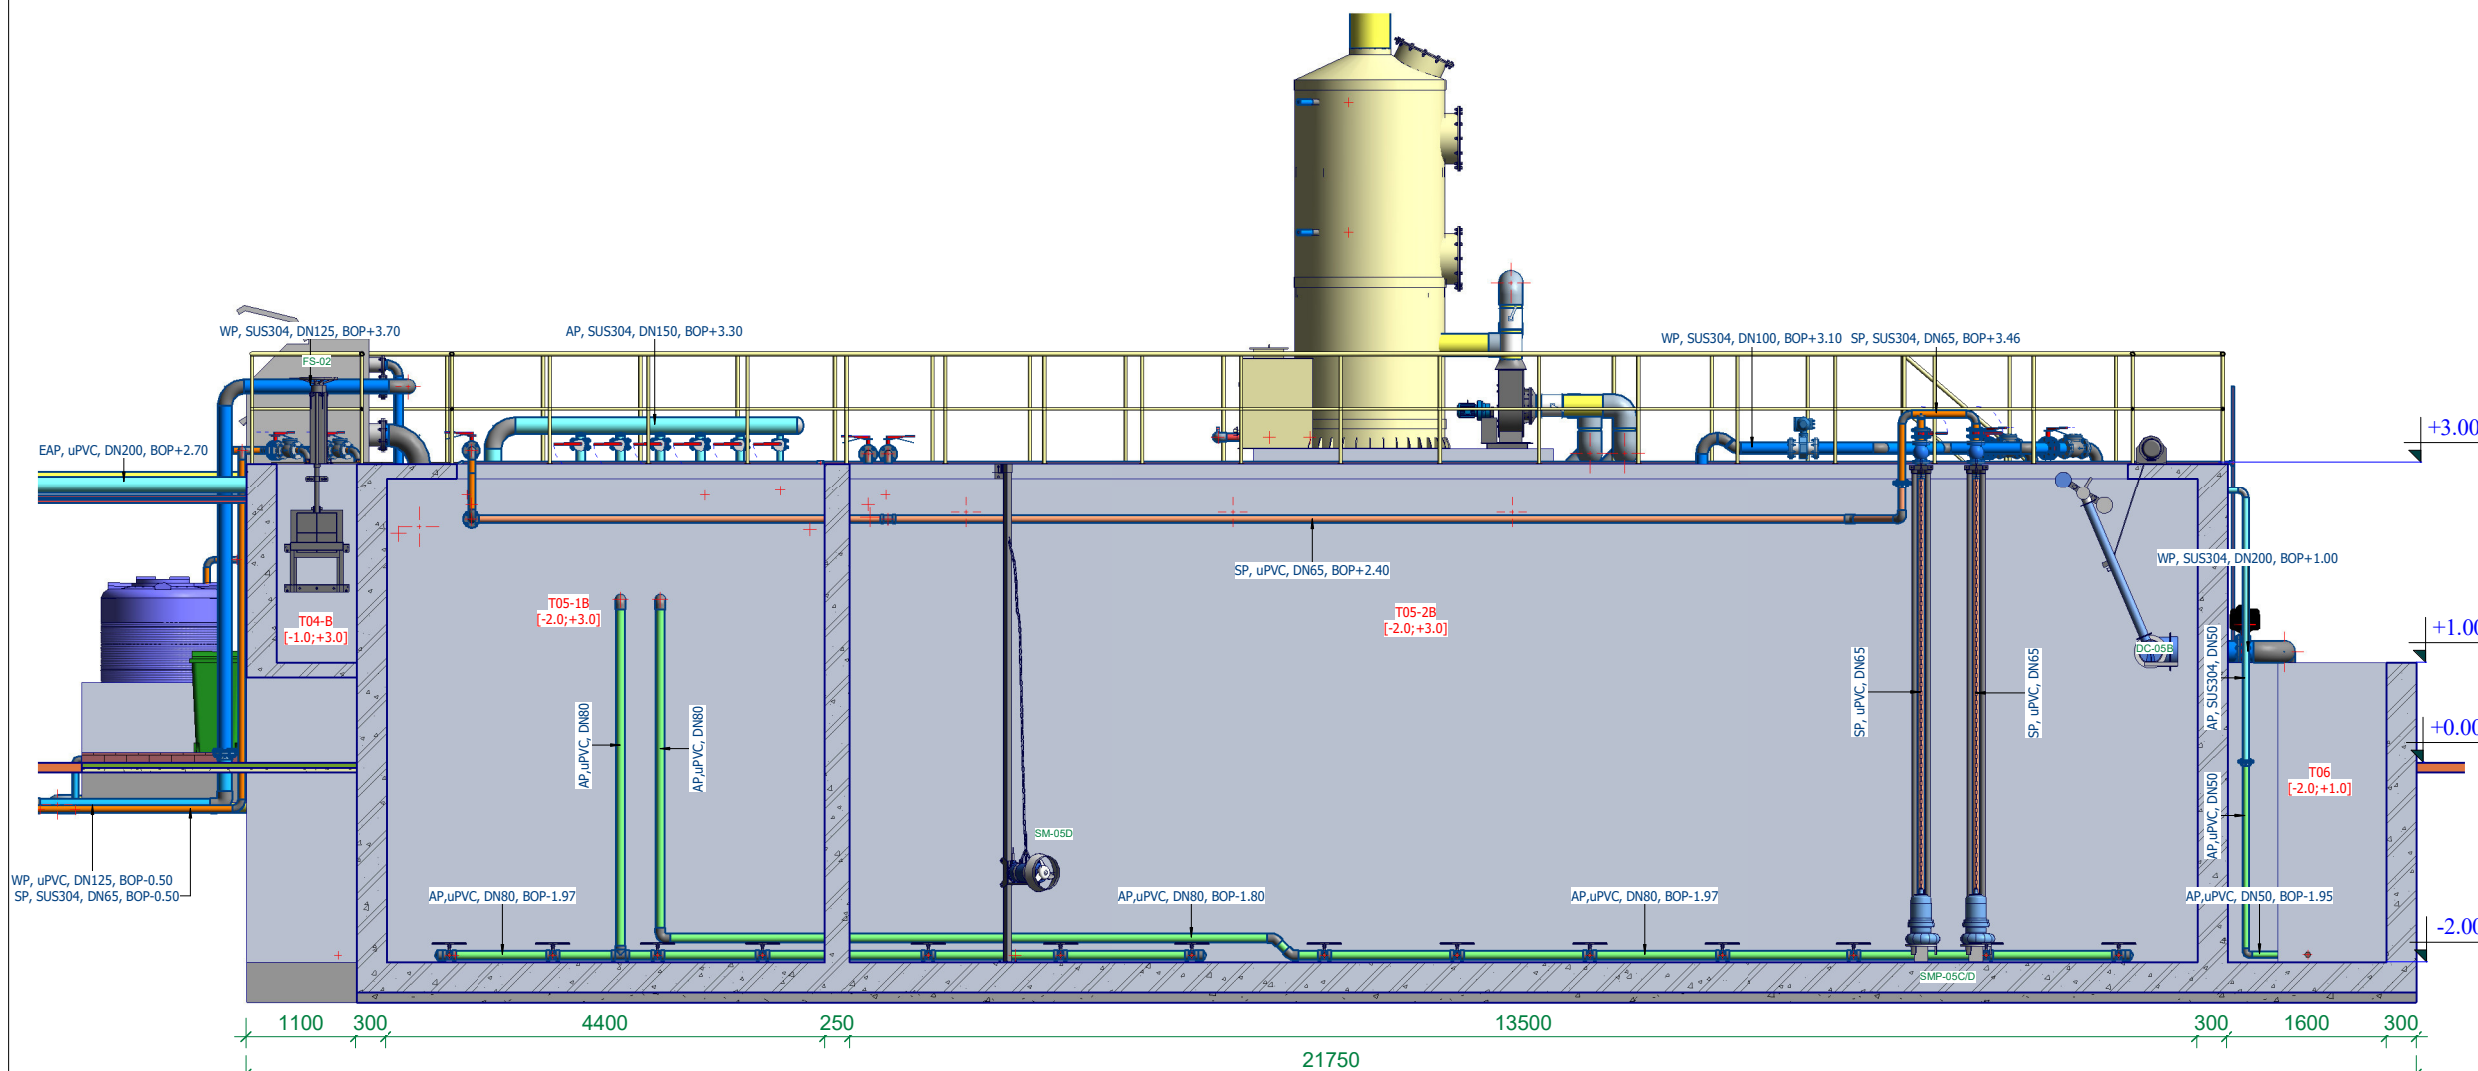 WP, SUS304, DN125, BOP+3.70
AP, SUS304, DN150, BOP+3.30
WP, SUS304, DN100, BOP+3.10
SP, SUS304, DN65, BOP+3.46
FS-02
+3.00
EAP, uPVC, DN200, BOP+2.70
WP, SUS304, DN200, BOP+1.00
SP, uPVC, DN65, BOP+2.40
T05-1B
[-2.0;+3.0]
T05-2B
[-2.0;+3.0]
T04-B
[-1.0;+3.0]
+1.00
DC-05B
AP,uPVC, DN80
AP,uPVC, DN80
SP, uPVC, DN65
SP, uPVC, DN65
AP, SUS304, DN50
+0.00
T06
[-2.0;+1.0]
AP,uPVC, DN50
SM-05D
WP, uPVC, DN125, BOP-0.50
SP, SUS304, DN65, BOP-0.50
AP,uPVC, DN80, BOP-1.97
AP,uPVC, DN80, BOP-1.80
AP,uPVC, DN80, BOP-1.97
AP,uPVC, DN50, BOP-1.95
-2.00
SMP-05C/D
1100 300 4400 250 13500 300 1600 300
21750